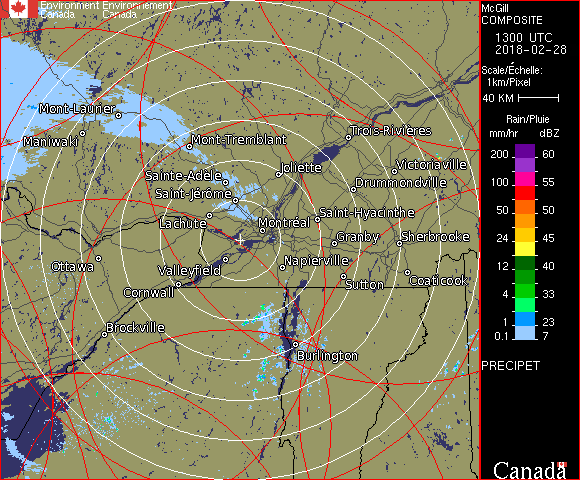 Environment Environnement
Canada Canada
McGill
COMPOSITE
1300 UTC
2018-02-28
Scale/Échelle:
1km/Pixel
40 KM
Rain/Pluie
mm/hr dBZ
200 60
100 55
50 50
24 45
12 40
4 33
1 23
0.1 7
PRECIPET
Canada
Mont-Laurier
Maniwaki
Mont-Tremblant
Trois-Rivières
Sainte-Adèle
Joliette
Victoriaville
Saint-Jérôme
Drummondville
Lachute
Montréal
Saint-Hyacinthe
Granby
Sherbrooke
Ottawa
Valleyfield
Napierville
Cornwall
Sutton
Coaticook
Brockville
Burlington